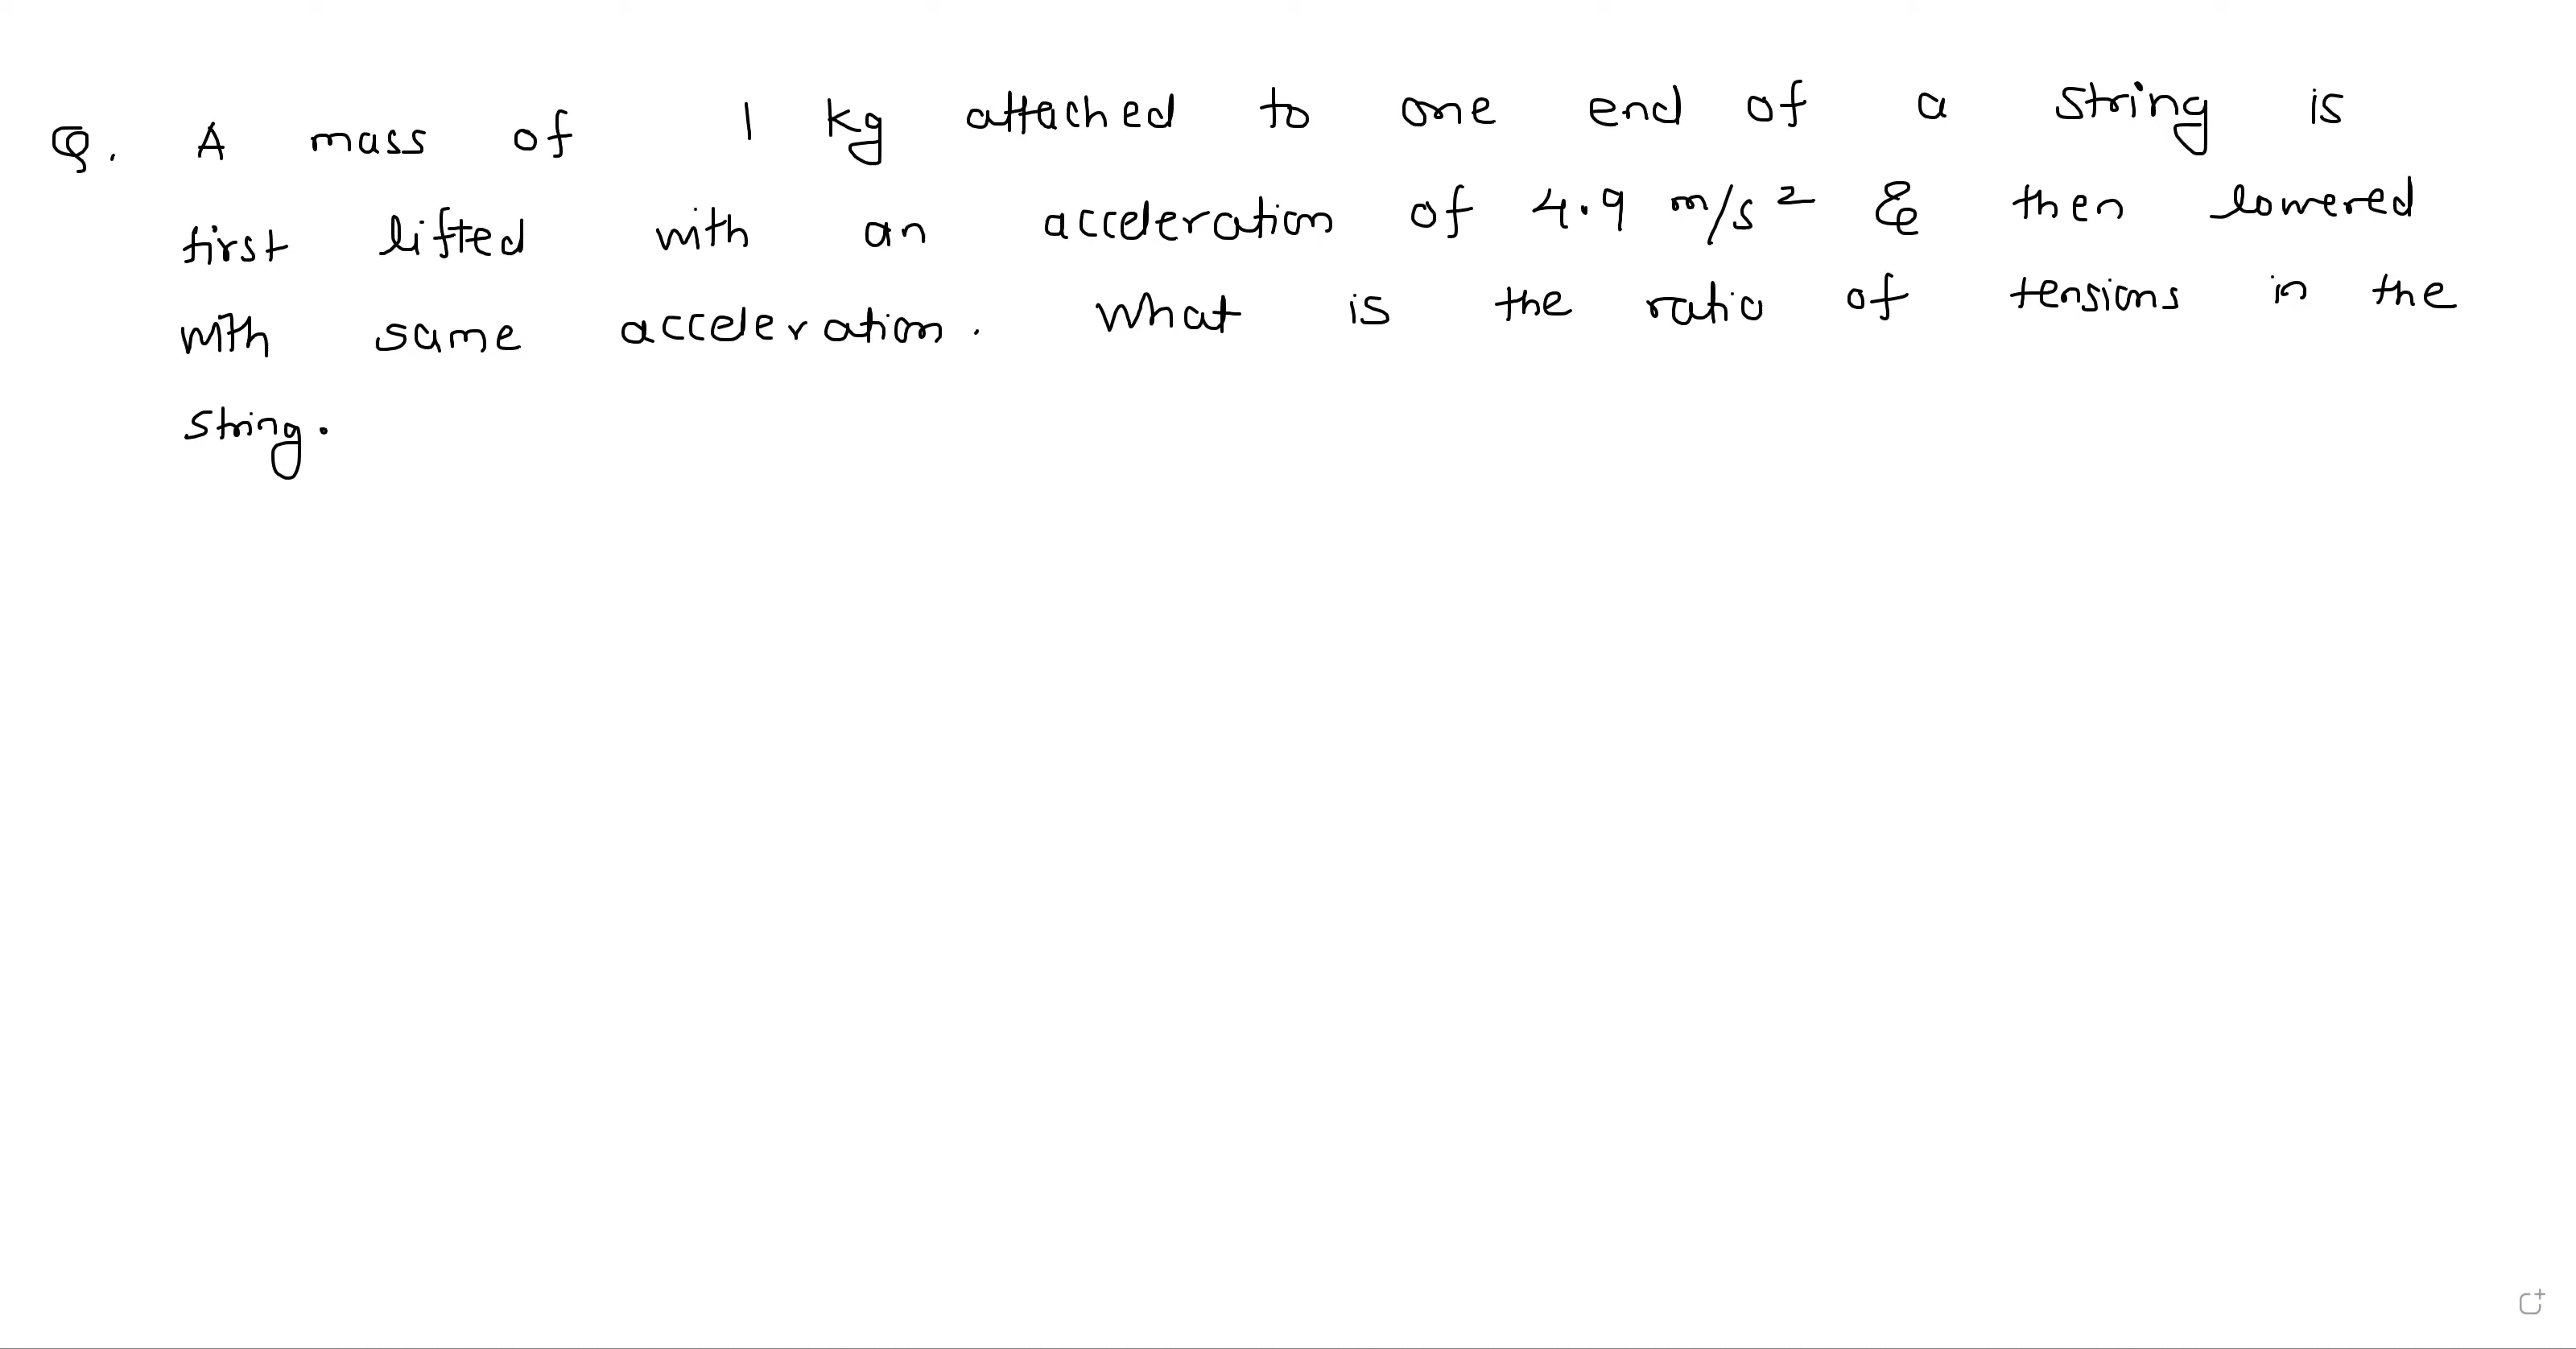 Q. A mass of 1 kg attached to one end of a string is
first lifted with an acceleration of 4.9 m/s² & then lowered
with same acceleration. What is the ratio of tensions in the
string.